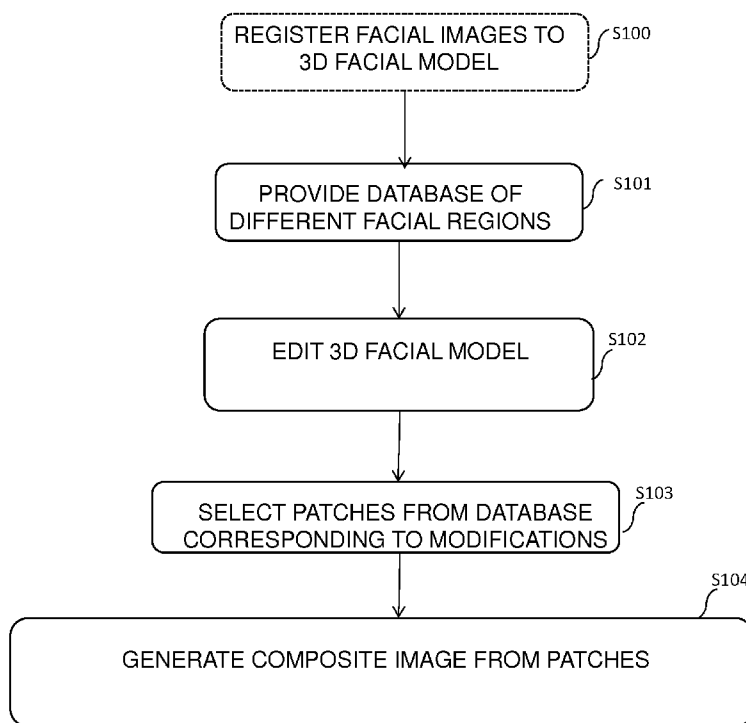 REGISTER FACIAL IMAGES TO
3D FACIAL MODEL
S100
PROVIDE DATABASE OF
DIFFERENT FACIAL REGIONS
S101
EDIT 3D FACIAL MODEL
S102
SELECT PATCHES FROM DATABASE
CORRESPONDING TO MODIFICATIONS
S103
GENERATE COMPOSITE IMAGE FROM PATCHES
S104